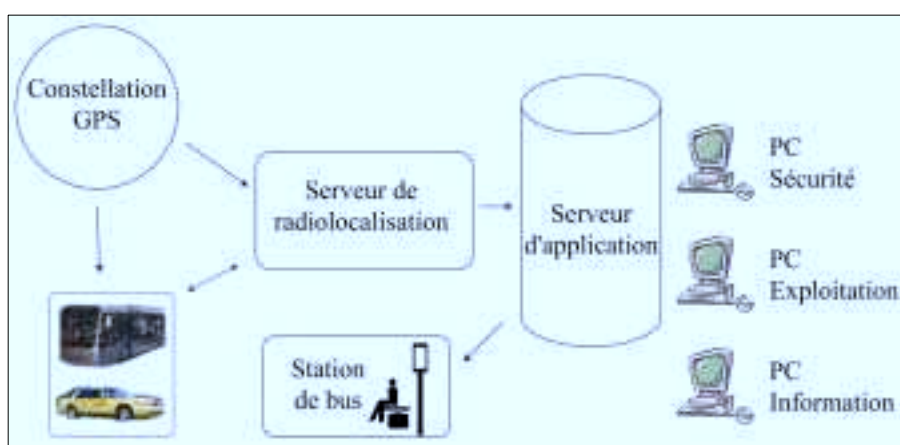 Constellation
GPS
Serveur de
radiolocalisation
Serveur
d'application
PC
Sécurité
PC
Exploitation
PC
Information
Station
de bus